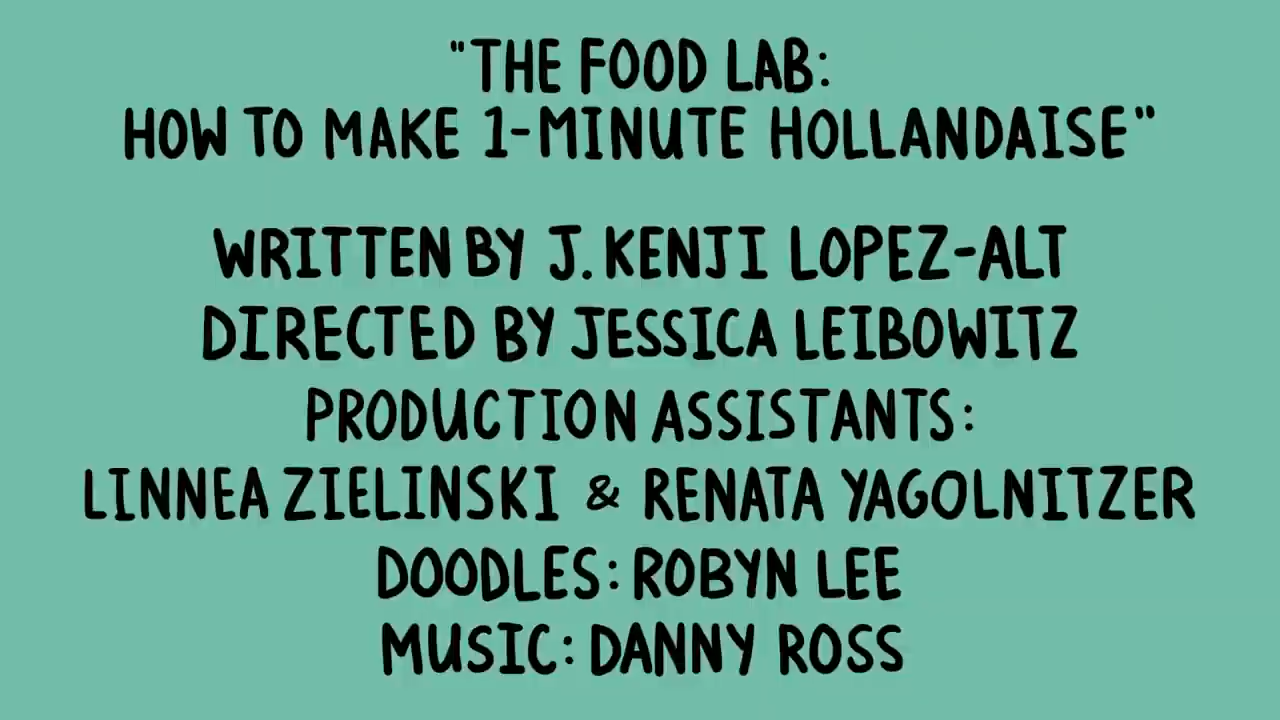 "THE FOOD LAB:
HOW TO MAKE 1-MINUTE HOLLANDAISE"
WRITTEN BY J. KENJI LOPEZ-ALT
DIRECTED BY JESSICA LEIBOWITZ
PRODUCTION ASSISTANTS:
LINNEA ZIELINSKI & RENATA YAGOLNITZER
DOODLES: ROBYN LEE
MUSIC: DANNY ROSS